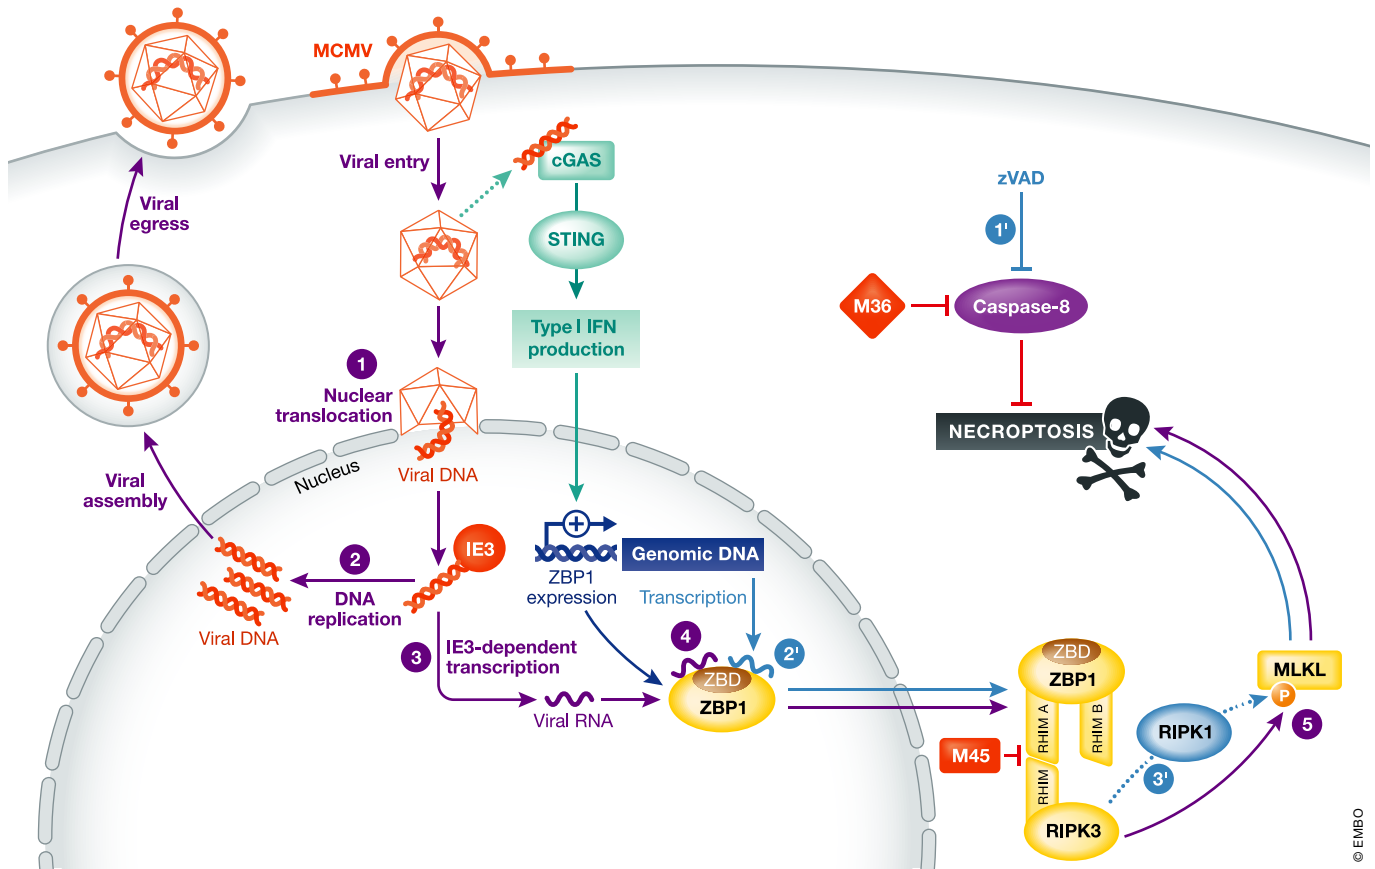 MCMV
Viral entry
cGAS
STING
Type I IFN
production
Viral
egress
zVAD
1'
M36
Caspase-8
NECROPTOSIS
1
Nuclear
translocation
Nucleus
Viral DNA
Viral
assembly
IE3
2
DNA
replication
Viral DNA
3
IE3-dependent
transcription
Viral RNA
ZBP1
expression
Genomic DNA
Transcription
4
2'
ZBD
ZBP1
ZBD
ZBP1
RHIM A
RHIM B
M45
RHIM
RIPK3
RIPK1
3'
MLKL
P
5
© EMBO